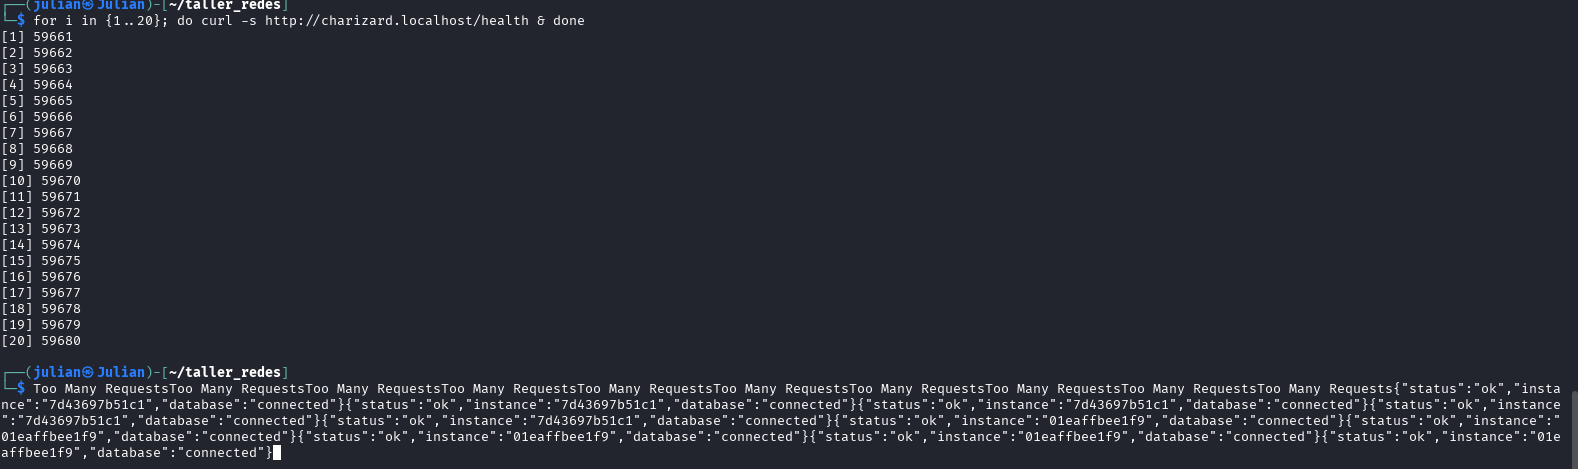 ┌──(julian㉿Julian)-[~/taller_redes]
└─$ for i in {1..20}; do curl -s http://charizard.localhost/health & done
[1] 59661
[2] 59662
[3] 59663
[4] 59664
[5] 59665
[6] 59666
[7] 59667
[8] 59668
[9] 59669
[10] 59670
[11] 59671
[12] 59672
[13] 59673
[14] 59674
[15] 59675
[16] 59676
[17] 59677
[18] 59678
[19] 59679
[20] 59680
┌──(julian㉿Julian)-[~/taller_redes]
└─$ Too Many RequestsToo Many RequestsToo Many RequestsToo Many RequestsToo Many RequestsToo Many RequestsToo Many RequestsToo Many RequestsToo Many RequestsToo Many Requests{"status":"ok","insta
nce":"7d43697b51c1","database":"connected"}{"status":"ok","instance":"7d43697b51c1","database":"connected"}{"status":"ok","instance":"7d43697b51c1","database":"connected"}{"status":"ok","instance
":"7d43697b51c1","database":"connected"}{"status":"ok","instance":"7d43697b51c1","database":"connected"}{"status":"ok","instance":"01eaffbee1f9","database":"connected"}{"status":"ok","instance":"
01eaffbee1f9","database":"connected"}{"status":"ok","instance":"01eaffbee1f9","database":"connected"}{"status":"ok","instance":"01eaffbee1f9","database":"connected"}{"status":"ok","instance":"01e
affbee1f9","database":"connected"}